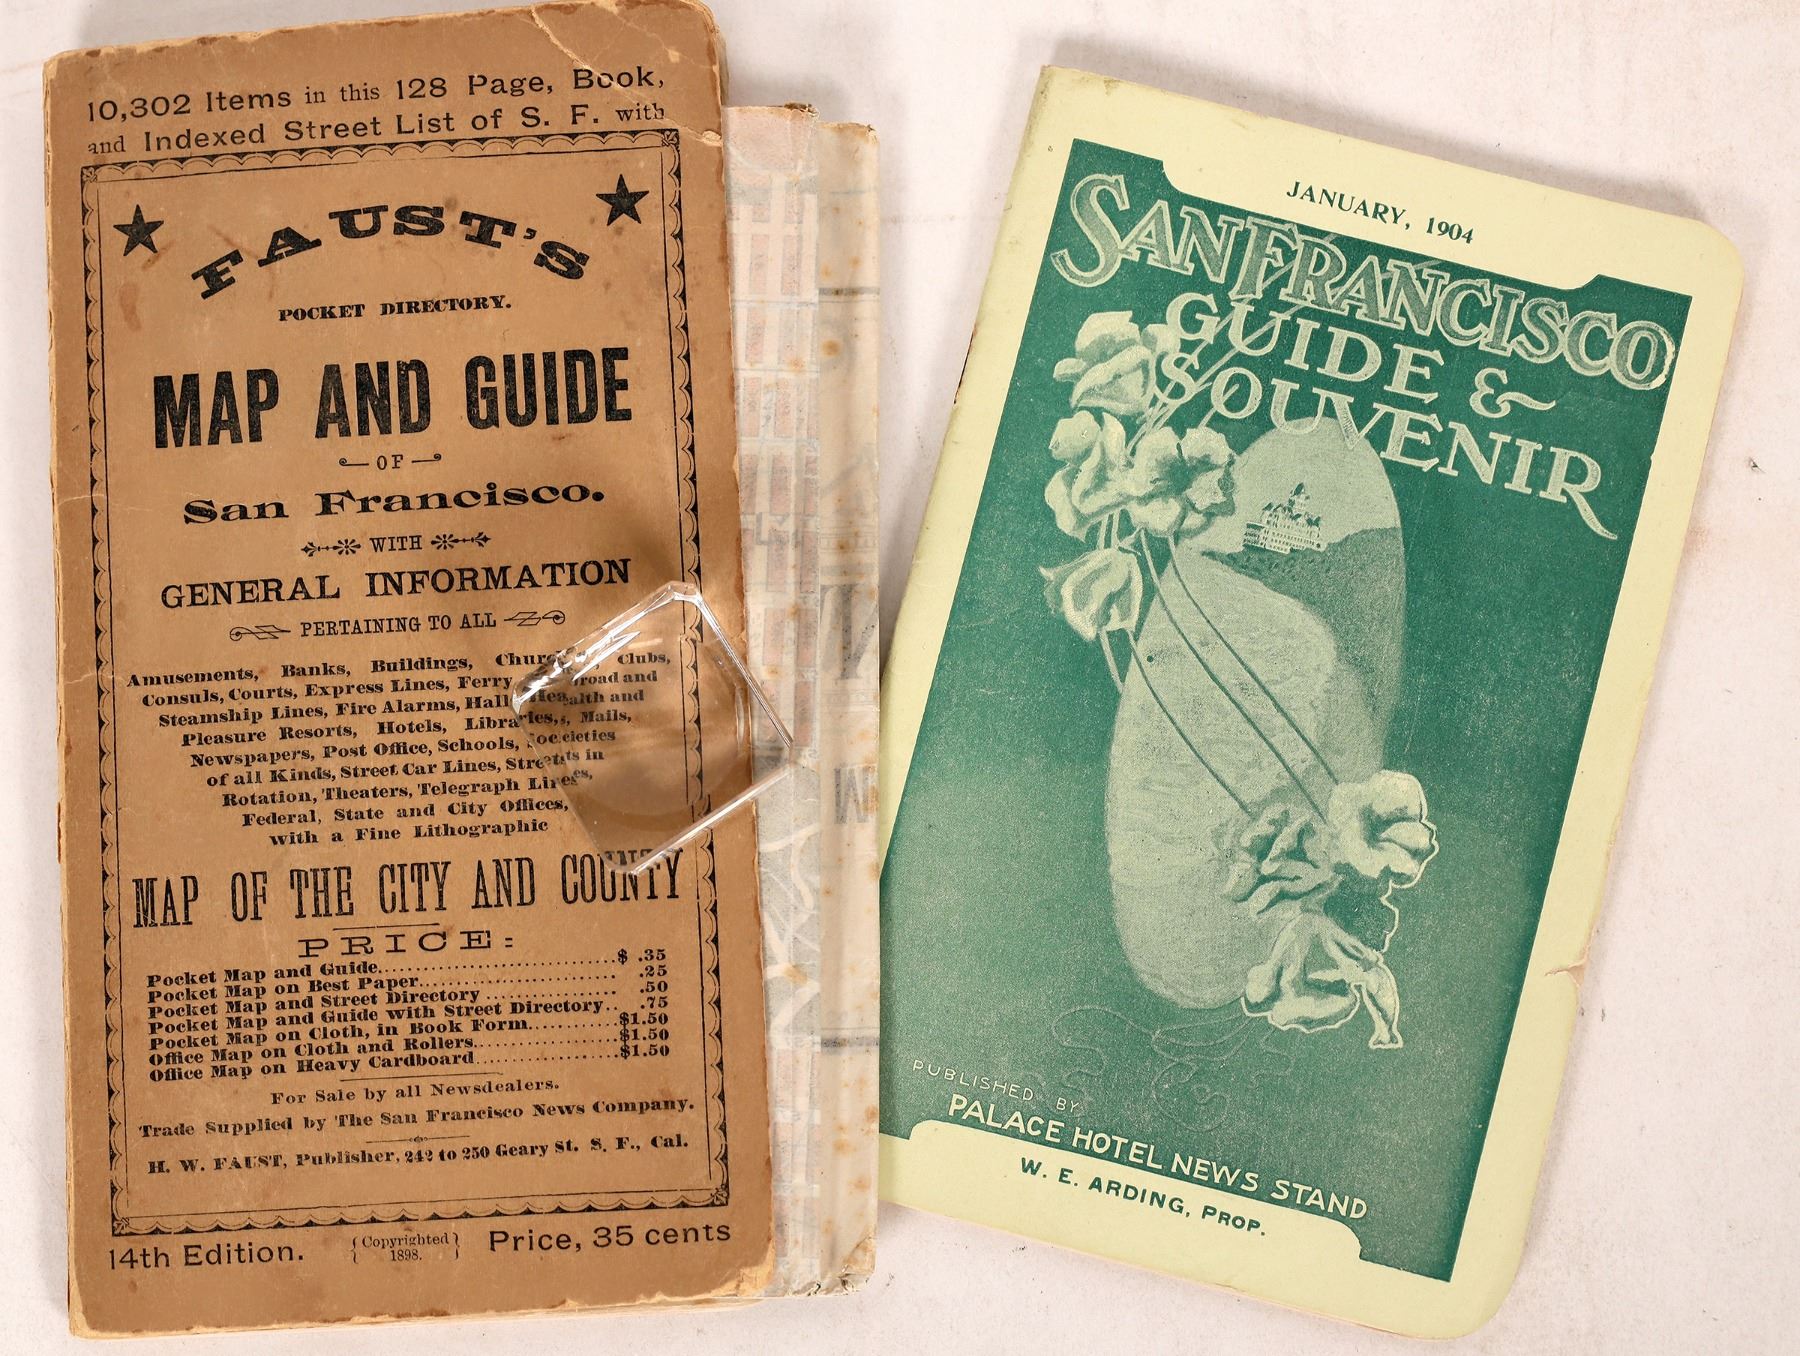 10,302 Items in this 128 Page, Book,
and Indexed Street List of S. F. with
FAUST'S
POCKET DIRECTORY.
MAP AND GUIDE
OF
San Francisco.
WITH
GENERAL INFORMATION
PERTAINING TO ALL
Amusements, Banks, Buildings, Clubs,
Consuls, Courts, Express Lines, Ferry and
Steamship Lines, Fire Alarms, Health and
Pleasure Resorts, Hotels, Libraries, Mails,
Newspapers, Post Office, Schools, Societies
of all Kinds, Street Car Lines, Streets in
Rotation, Theaters, Telegraph Lines,
Federal, State and City Offices,
with a Fine Lithographic
MAP OF THE CITY AND COUNTY
PRICE:
Pocket Map and Guide $ .35
Pocket Map on Best Paper .25
Pocket Map and Street Directory .50
Pocket Map and Guide with Street Directory .75
Pocket Map on Cloth, in Book Form $1.50
Office Map on Cloth and Rollers $1.50
Office Map on Heavy Cardboard $1.50
For Sale by all Newsdealers.
Trade Supplied by The San Francisco News Company.
H. W. FAUST, Publisher, 242 to 250 Geary St. S. F., Cal.
14th Edition. {Copyrighted 1898.} Price, 35 cents
JANUARY, 1904
SAN FRANCISCO
GUIDE &
SOUVENIR
PUBLISHED BY
PALACE HOTEL NEWS STAND
W. E. ARDING, PROP.